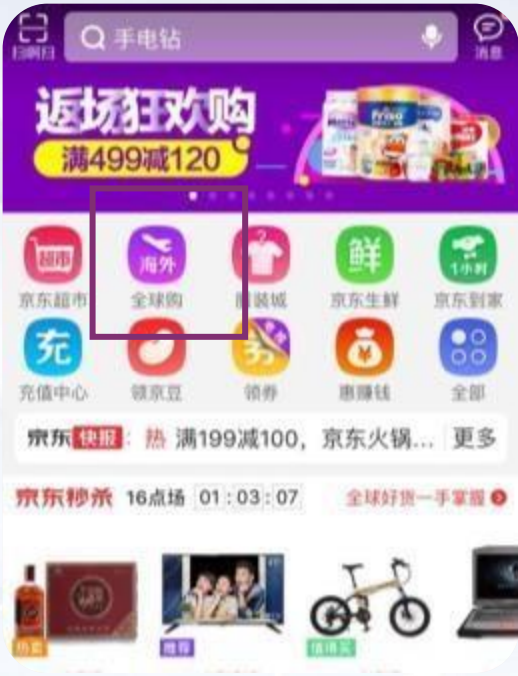 扫啊扫
手电钻
消息
返场狂欢购
满499减120
Friso
超市
海外
鲜
1小时
京东超市
全球购
服装城
京东生鲜
京东到家
充
券
充值中心
领京豆
领券
惠赚钱
全部
京东快报：热 满199减100，京东火锅... 更多
京东秒杀 16点场 01:03:07 全球好货一手掌握
热卖
推荐
值得买